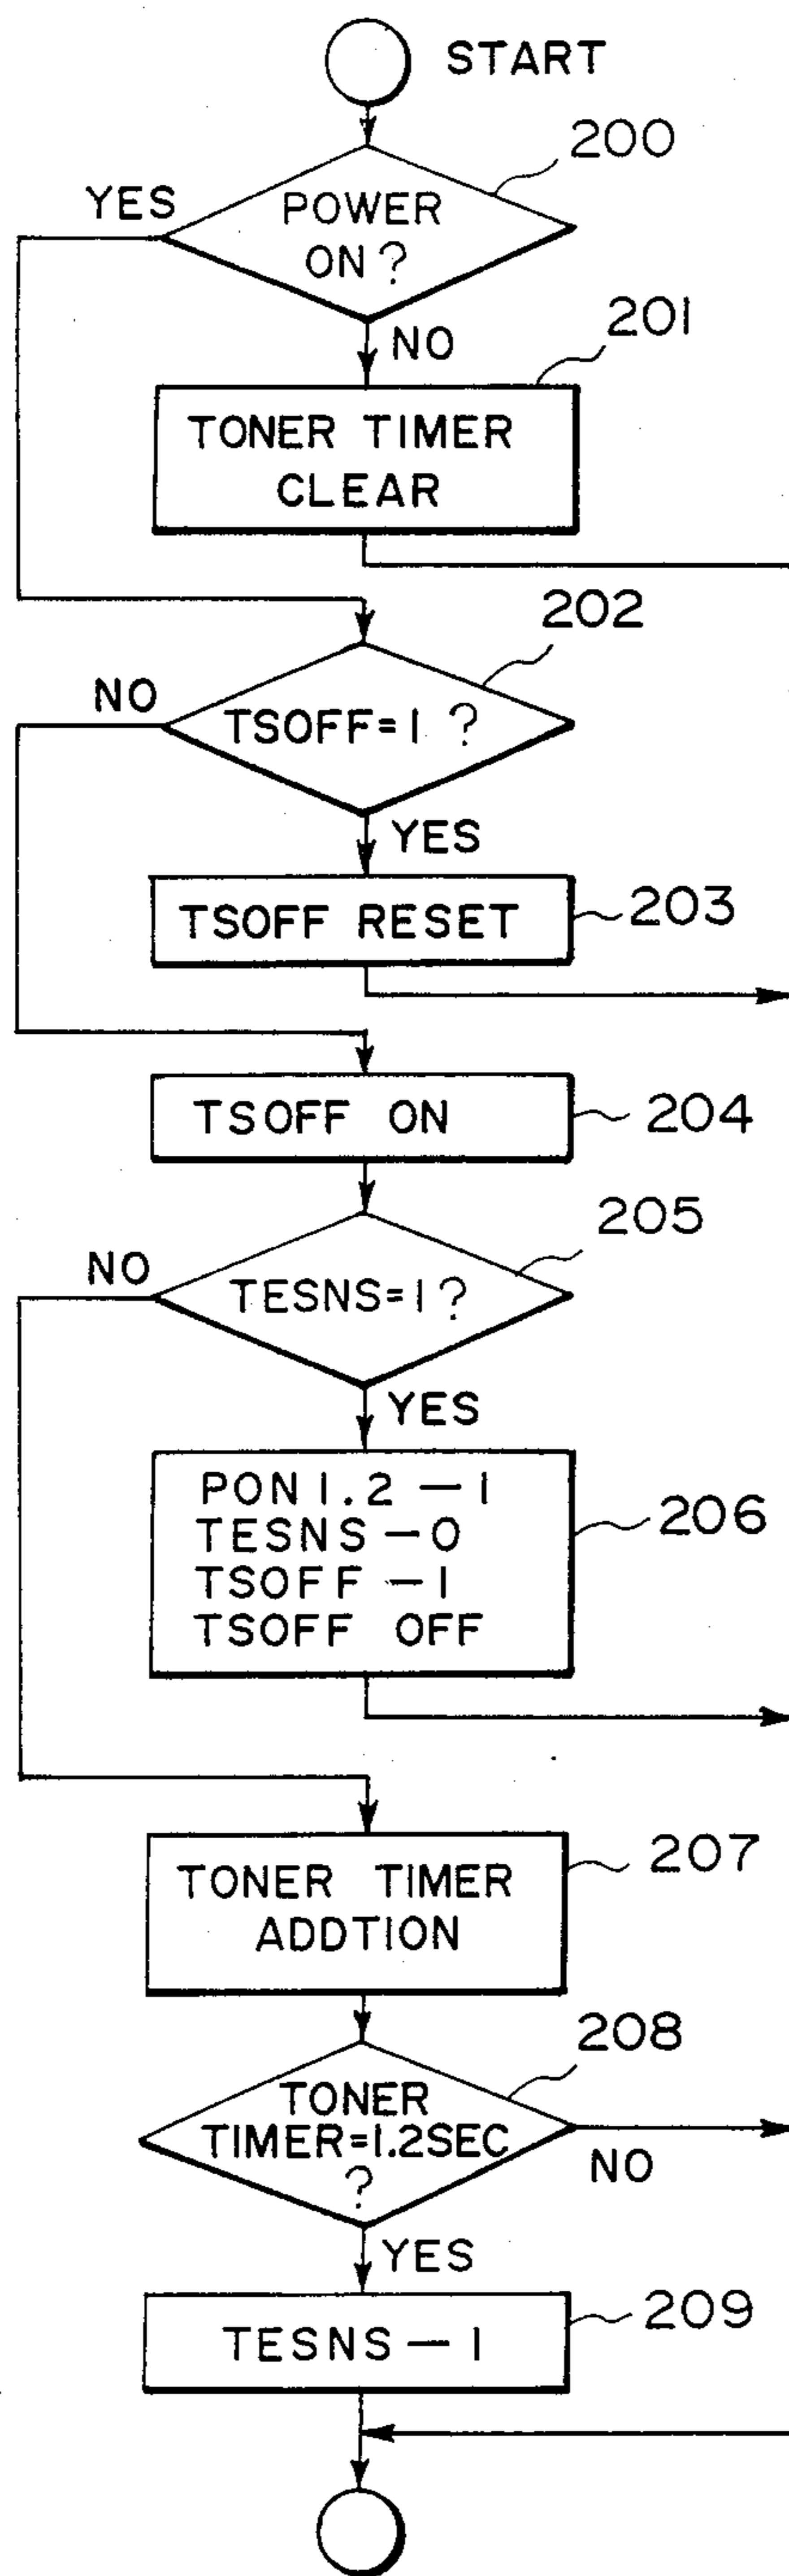 START
200
YES
POWER
ON?
NO
201
TONER TIMER
CLEAR
202
NO
TSOFF=1 ?
YES
TSOFF RESET
203
TSOFF ON
204
205
NO
TESNS=1?
YES
PON1.2-1
TESNS-0
TSOFF-1
TSOFF OFF
206
TONER TIMER
ADDTION
207
208
TONER
TIMER=1.2SEC
?
NO
YES
TESNS-1
209